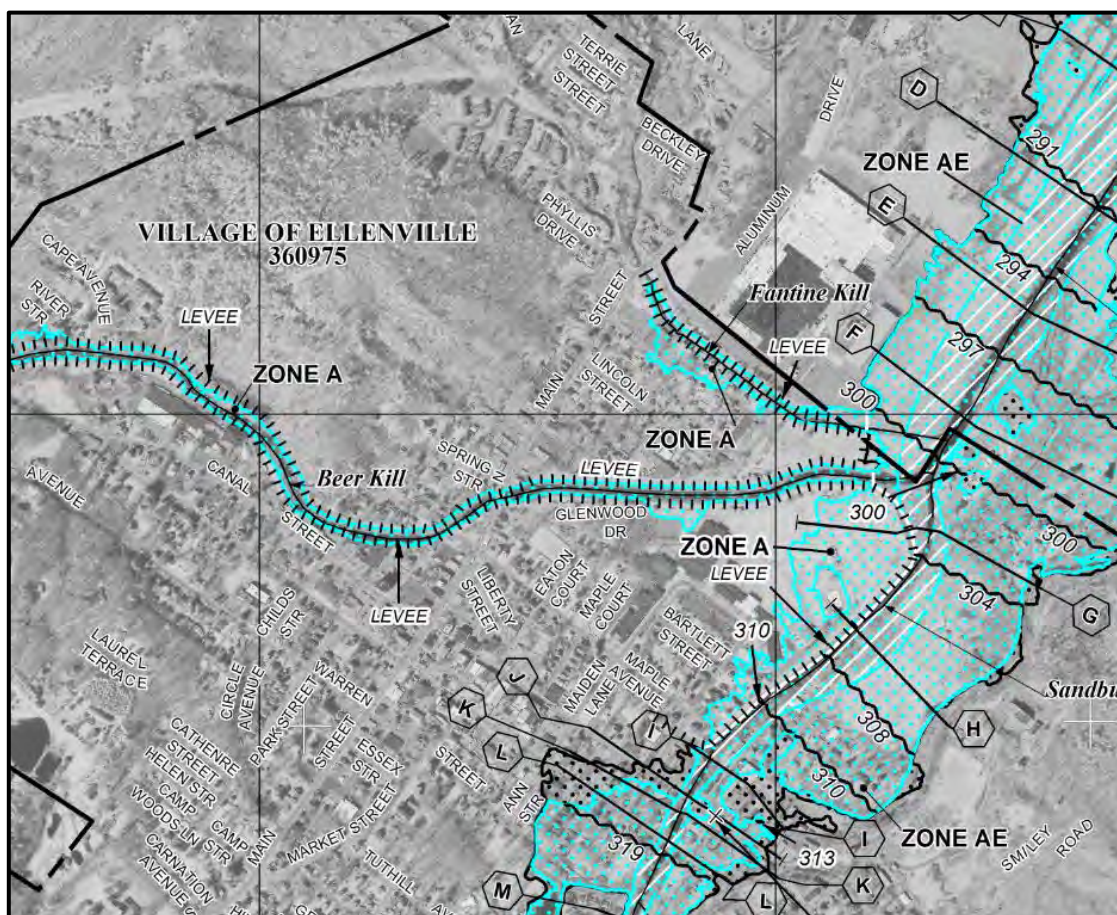 LANE
TERRIE
STREET
STREET
BECKLEY
DRIVE
DRIVE
D
291
ZONE AE
E
PHYLLIS
DRIVE
ALUMINUM
VILLAGE OF ELLENVILLE
360975
CAPE AVENUE
RIVER
STR
LEVEE
STREET
Fantine Kill
294
F
297
LEVEE
ZONE A
MAIN
LINCOLN
STREET
300
ZONE A
AVENUE
CANAL
STREET
Beer Kill
SPRING N
STR
LEVEE
GLENWOOD
DR
300
300
ZONE A
LEVEE
304
G
LEVEE
LIBERTY
STREET
EATON
COURT
MAPLE
COURT
BARTLETT
STREET
310
CHILDS
STR
LAUREL
TERRACE
CIRCLE
AVENUE
PARK STREET
WARREN
STREET
MAIDEN
LANE
MAPLE
AVENUE
Sandbu
J
K
I
H
L
308
310
CATHENRE
STREET
HELEN STR
CAMP
WOODS LN STR
CAMP
CARNATION
AVENUE S
MAIN
ESSEX
STR
MARKET STREET
STREET
ANN
STR
TUTHILL
319
313
I
K
L
M
ZONE AE
SMILEY
ROAD